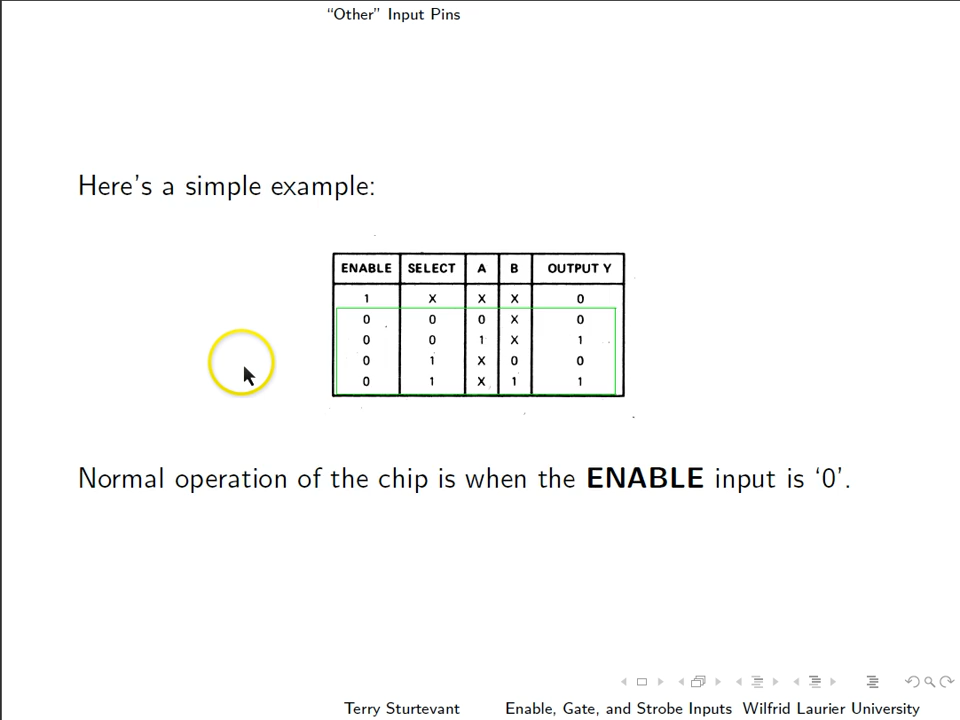 “Other” Input Pins
Here’s a simple example:
ENABLE SELECT A B OUTPUT Y
1 X X X 0
0 0 0 X 0
0 0 1 X 1
0 1 X 0 0
0 1 X 1 1
Normal operation of the chip is when the ENABLE input is ‘0’.
Terry Sturtevant Enable, Gate, and Strobe Inputs Wilfrid Laurier University